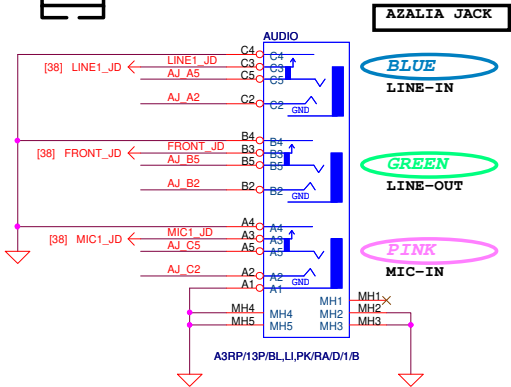 AZALIA JACK
AUDIO
C4 C4
[38] LINE1_JD LINE1_JD C3 C3
AJ_A5 C5 C5
BLUE
LINE-IN
AJ_A2 C2 C2
GND
B4 B4
[38] FRONT_JD FRONT_JD B3 B3
AJ_B5 B5 B5
GREEN
LINE-OUT
AJ_B2 B2 B2
GND
A4 A4
[38] MIC1_JD MIC1_JD A3 A3
AJ_C5 A5 A5
PINK
MIC-IN
AJ_C2 A2 A2
GND
A1 A1
MH1 MH1
MH4 MH4 MH2 MH2
MH5 MH5 MH3 MH3
A3RP/13P/BL,LI,PK/RA/D/1/B